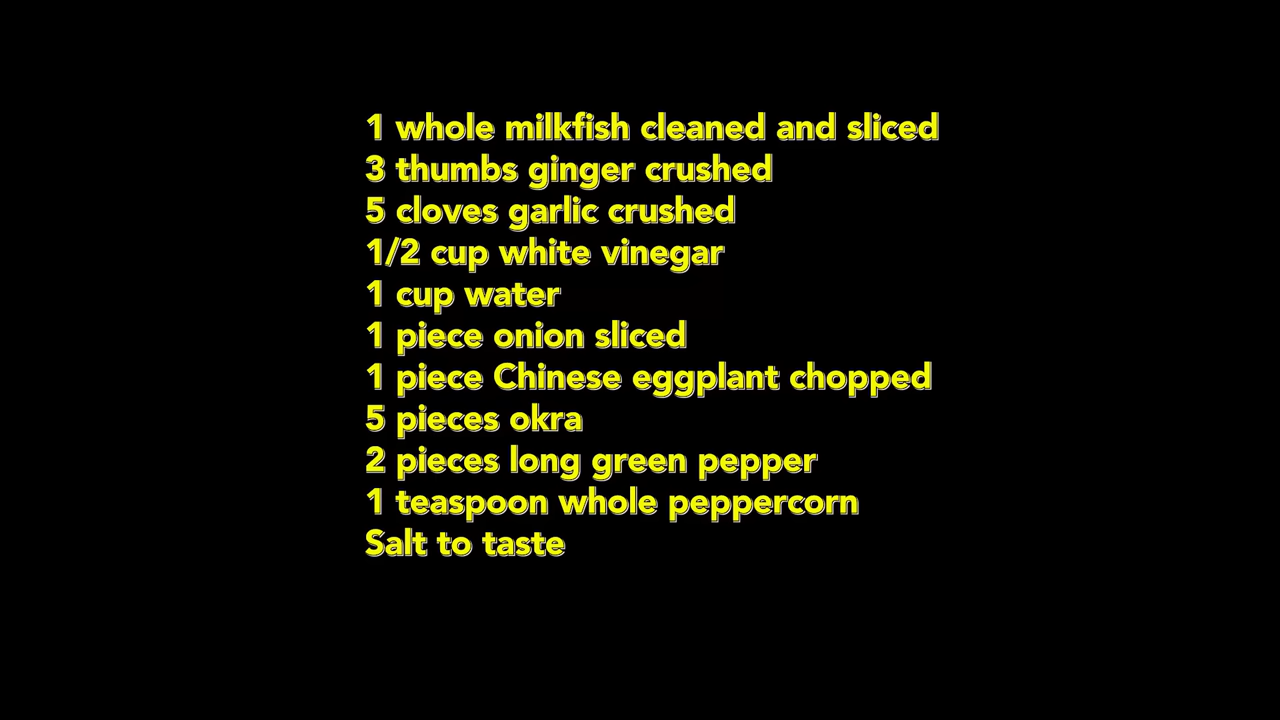 1 whole milkfish cleaned and sliced
3 thumbs ginger crushed
5 cloves garlic crushed
1/2 cup white vinegar
1 cup water
1 piece onion sliced
1 piece Chinese eggplant chopped
5 pieces okra
2 pieces long green pepper
1 teaspoon whole peppercorn
Salt to taste